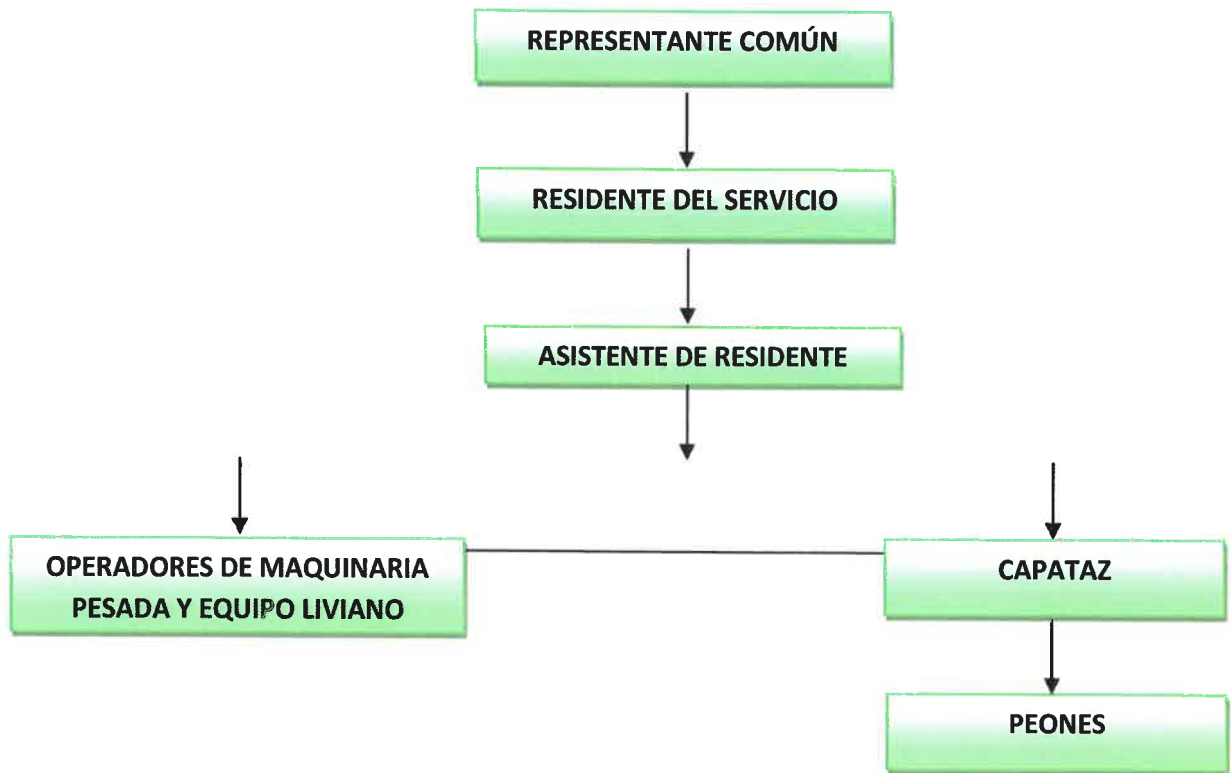 REPRESENTANTE COMÚN
RESIDENTE DEL SERVICIO
ASISTENTE DE RESIDENTE
OPERADORES DE MAQUINARIA
PESADA Y EQUIPO LIVIANO
CAPATAZ
PEONES